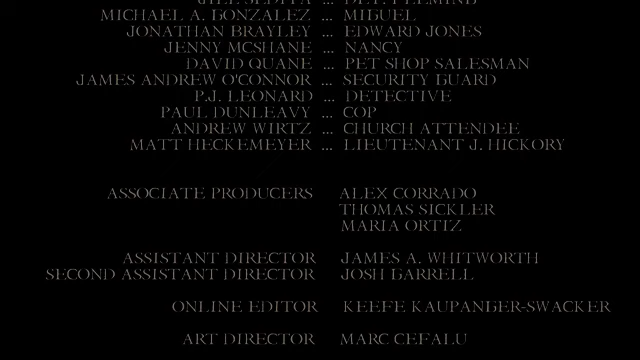 MICHAEL A. GONZALEZ ... MIGUEL
JONATHAN BRAYLEY ... EDWARD JONES
JENNY MCSHANE ... NANCY
DAVID QUANE ... PET SHOP SALESMAN
JAMES ANDREW O'CONNOR ... SECURITY GUARD
P.J. LEONARD ... DETECTIVE
PAUL DUNLEAVY ... COP
ANDREW WIRTZ ... CHURCH ATTENDEE
MATT HECKEMEYER ... LIEUTENANT J. HICKORY
ASSOCIATE PRODUCERS ALEX CORRADO
THOMAS SICKLER
MARIA ORTIZ
ASSISTANT DIRECTOR JAMES A. WHITWORTH
SECOND ASSISTANT DIRECTOR JOSH GARRELL
ONLINE EDITOR KEEFE KAUPANGER-SWACKER
ART DIRECTOR MARC CEFALU